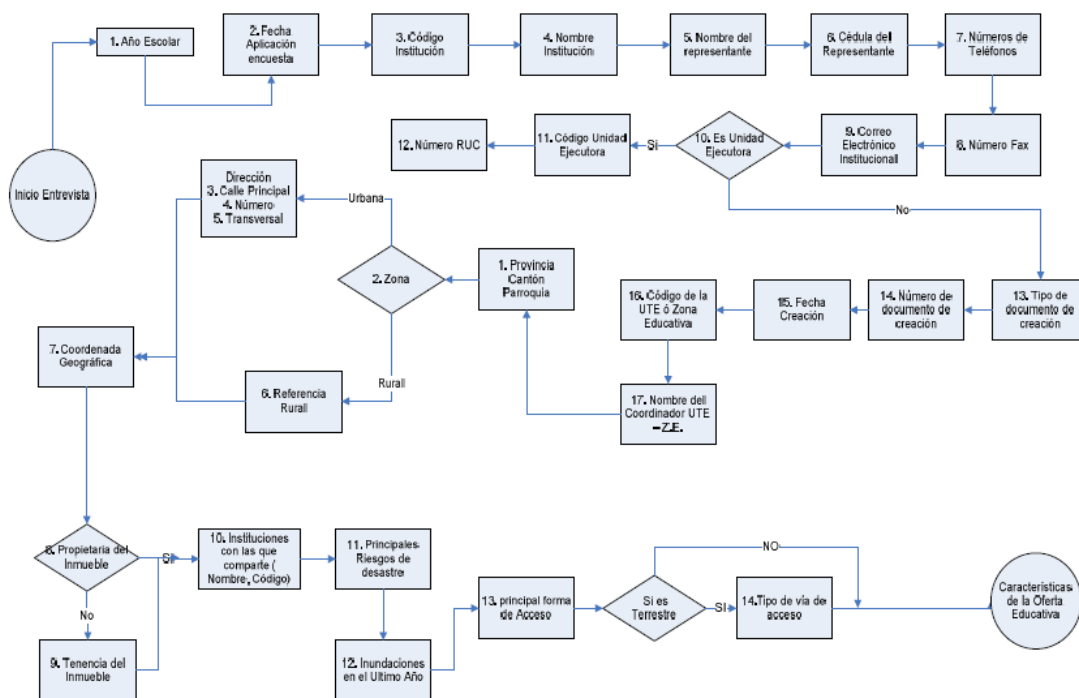 1. Año Escolar
2. Fecha
Aplicación
encuesta
3. Código
Institución
4. Nombre
Institución
5. Nombre del
representante
6. Cédula del
Representante
7. Números de
Teléfonos
Inicio Entrevista
12. Número RUC
11. Código Unidad
Ejecutora
Si
10. Es Unidad
Ejecutora
9. Correo
Electrónico
Institucional
8. Número Fax
No
Dirección
3. Calle Principal
4. Número
5. Transversal
Urbana
2. Zona
1. Provincia
Cantón
Parroquia
16. Código de la
UTE ó Zona
Educativa
15. Fecha
Creación
14. Número de
documento de
creación
13. Tipo de
documento de
creación
7. Coordenada
Geográfica
6. Referencia
Rurall
Rurall
17. Nombre dell
Coordinador UTE
–Z.E.
8. Propietaria del
Inmueble
Si
No
9. Tenencia del
Inmueble
10. Instituciones
con las que
comparte (
Nombre, Código)
11. Principales
Riesgos de
desastre
12. Inundaciones
en el Ultimo Año
13. principal forma
de Acceso
Si es
Terrestre
NO
SI
14. Tipo de vía de
acceso
Características
de la Oferta
Educativa